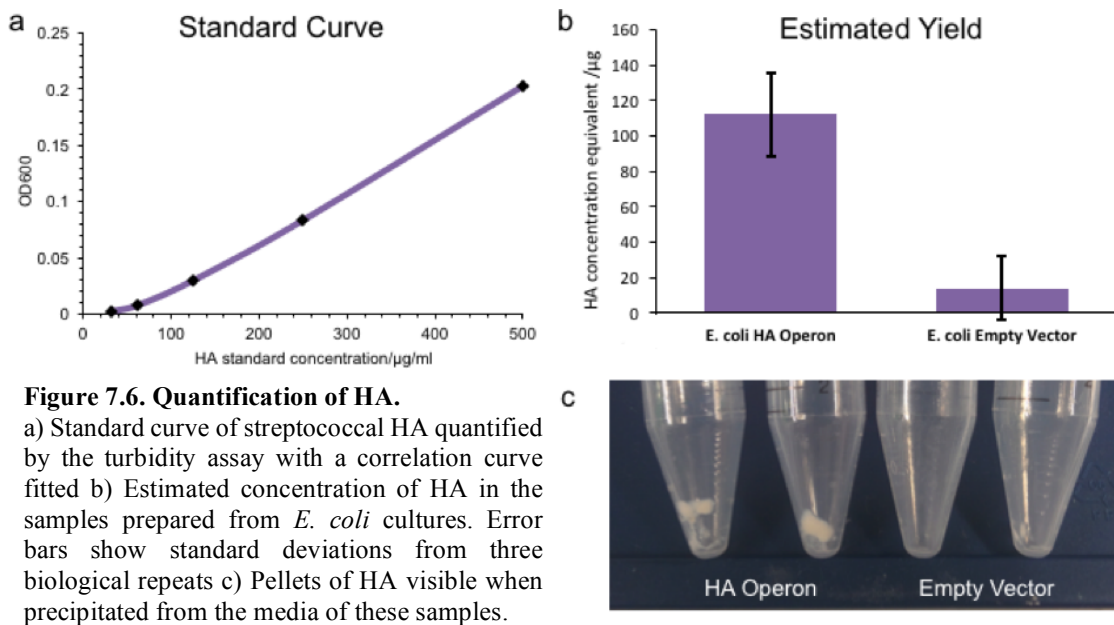 a
Standard Curve
0.25
0.2
0.15
0.1
0.05
0
OD600
0 100 200 300 400 500
HA standard concentration/µg/ml
b
Estimated Yield
160
140
120
100
80
60
40
20
0
HA concentration equivalent /µg
E. coli HA Operon E. coli Empty Vector
Figure 7.6. Quantification of HA.
a) Standard curve of streptococcal HA quantified
by the turbidity assay with a correlation curve
fitted b) Estimated concentration of HA in the
samples prepared from E. coli cultures. Error
bars show standard deviations from three
biological repeats c) Pellets of HA visible when
precipitated from the media of these samples.
c
HA Operon Empty Vector